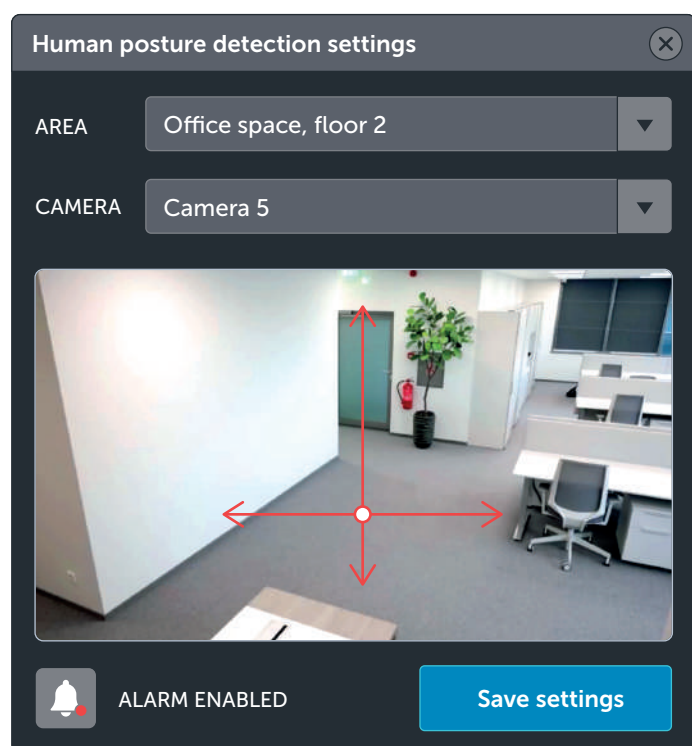 Human posture detection settings
AREA
Office space, floor 2
CAMERA
Camera 5
ALARM ENABLED
Save settings